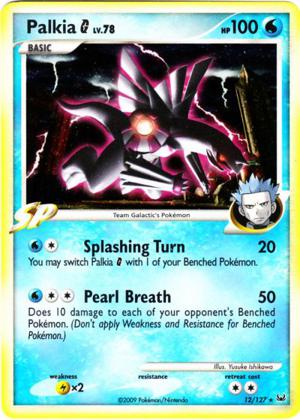 Palkia G LV.78 HP 100
BASIC
Team Galactic's Pokémon
SP
Splashing Turn 20
You may switch Palkia G with 1 of your Benched Pokémon.
Pearl Breath 50
Does 10 damage to each of your opponent's Benched
Pokémon. (Don't apply Weakness and Resistance for Benched
Pokémon.)
Illus. Yusuke Ishikawa
weakness resistance retreat cost
×2
©2009 Pokémon/Nintendo 12/127 ★